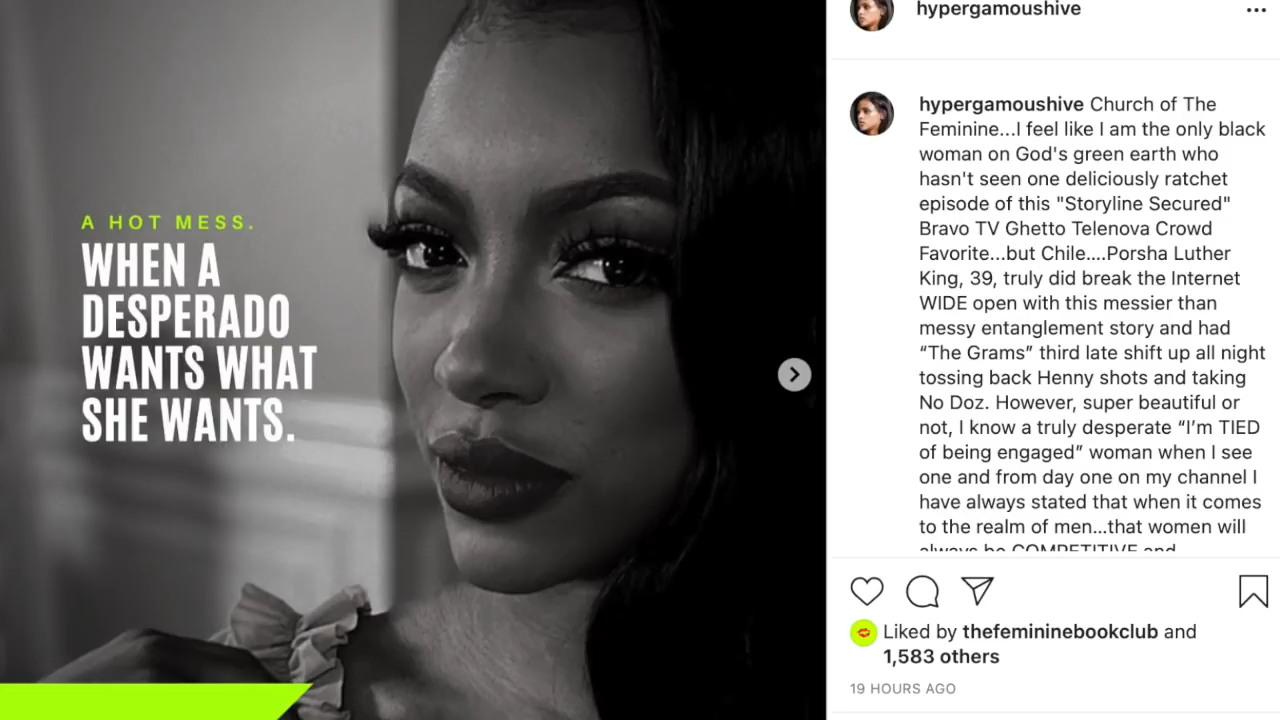 A HOT MESS.
WHEN A
DESPERADO
WANTS WHAT
SHE WANTS.
hypergamoushive
hypergamoushive Church of The
Feminine...I feel like I am the only black
woman on God's green earth who
hasn't seen one deliciously ratchet
episode of this "Storyline Secured"
Bravo TV Ghetto Telenova Crowd
Favorite...but Chile....Porsha Luther
King, 39, truly did break the Internet
WIDE open with this messier than
messy entanglement story and had
“The Grams” third late shift up all night
tossing back Henny shots and taking
No Doz. However, super beautiful or
not, I know a truly desperate “I’m TIED
of being engaged” woman when I see
one and from day one on my channel I
have always stated that when it comes
to the realm of men...that women will
always be COMPETITIVE and
Liked by thefemininebookclub and
1,583 others
19 HOURS AGO